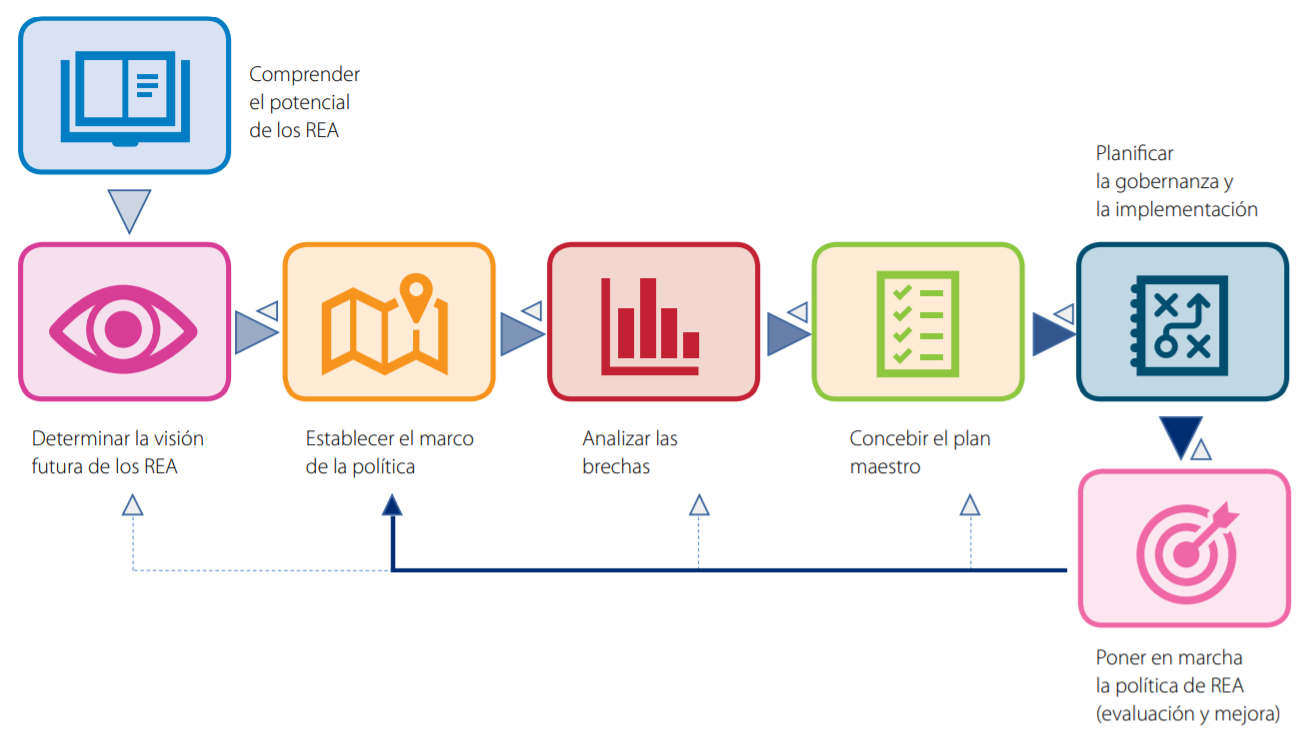 Comprender
el potencial
de los REA
Planificar
la gobernanza y
la implementación
Determinar la visión
futura de los REA
Establecer el marco
de la política
Analizar las
brechas
Concebir el plan
maestro
Poner en marcha
la política de REA
(evaluación y mejora)